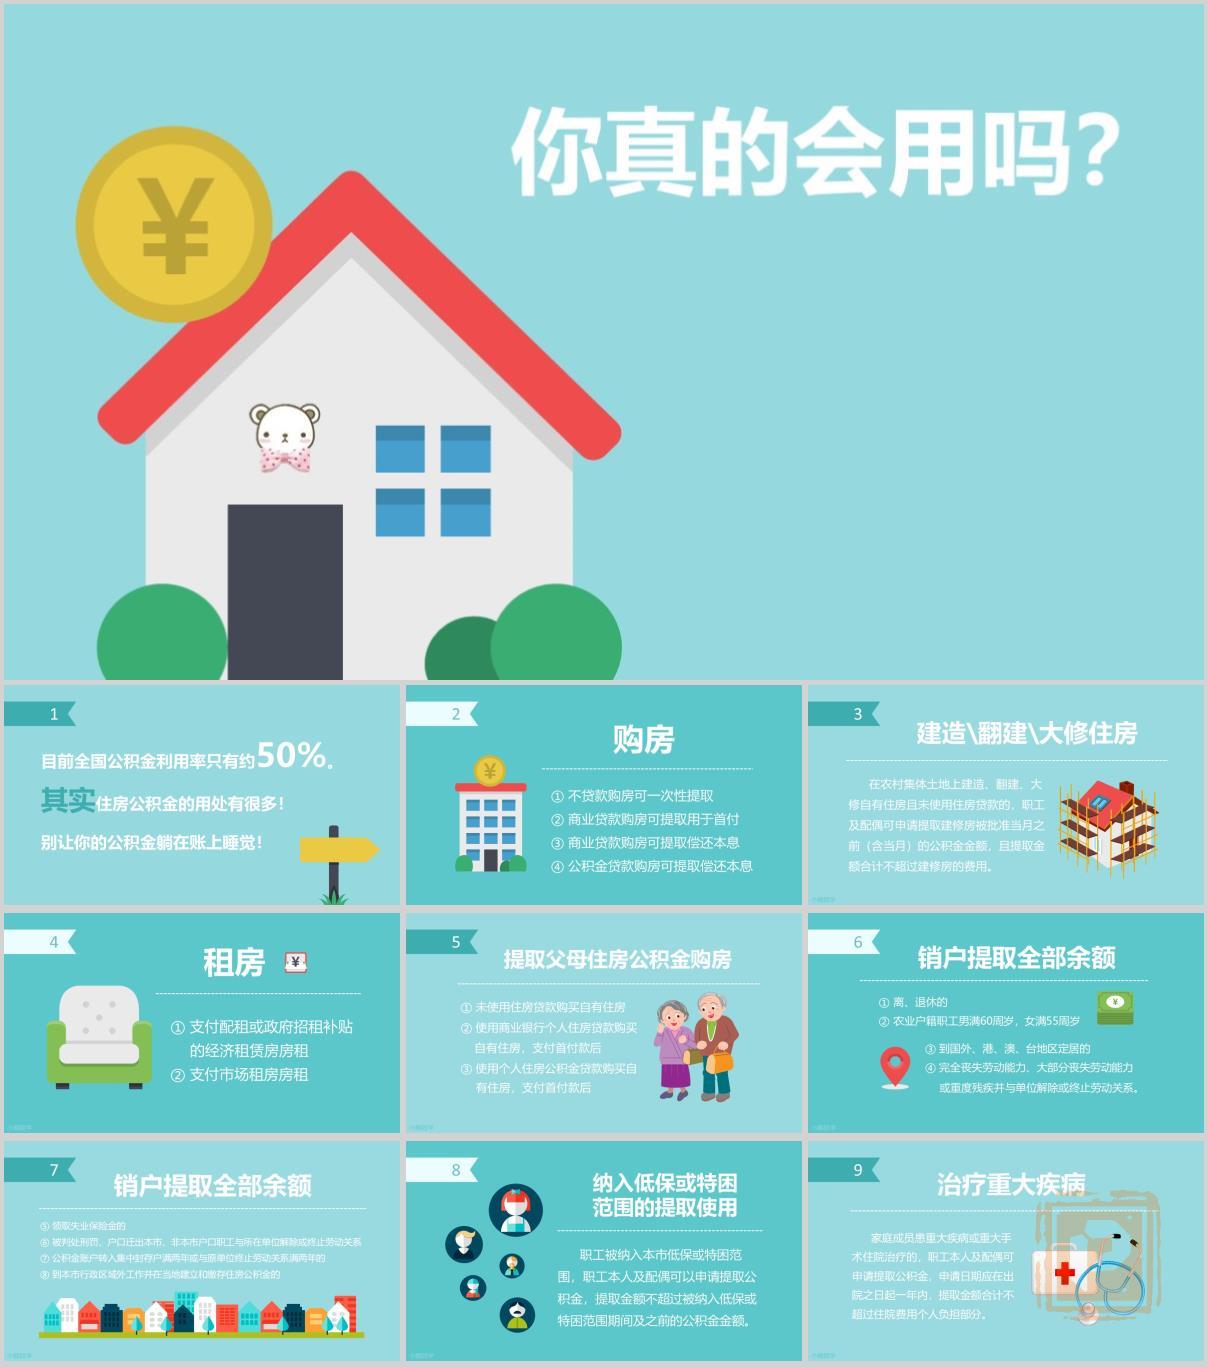 你真的会用吗？
¥
1
目前全国公积金利用率只有约50%。
其实住房公积金的用处有很多！
别让你的公积金躺在账上睡觉！
2
购房
¥
① 不贷款购房可一次性提取
② 商业贷款购房可提取用于首付
③ 商业贷款购房可提取偿还本息
④ 公积金贷款购房可提取偿还本息
3
建造\翻建\大修住房
在农村集体土地上建造、翻建、大
修自有住房且未使用住房贷款的，职工
及配偶可申请提取建修房被批准当月之
前（含当月）的公积金金额，且提取金
额合计不超过建修房的费用。
4
租房
¥
① 支付配租或政府招租补贴
的经济租赁房房租
② 支付市场租房房租
5
提取父母住房公积金购房
① 未使用住房贷款购买自有住房
② 使用商业银行个人住房贷款购买
自有住房，支付首付款后
③ 使用个人住房公积金贷款购买自
有住房，支付首付款后
6
销户提取全部余额
① 离、退休的
② 农业户籍职工男满60周岁，女满55周岁
¥
③ 到国外、港、澳、台地区定居的
④ 完全丧失劳动能力、大部分丧失劳动能力
或重度残疾并与单位解除或终止劳动关系。
7
销户提取全部余额
⑤ 领取失业保险金的
⑥ 被判处刑罚、户口迁出本市、非本市户口职工与所在单位解除或终止劳动关系
⑦ 公积金账户转入集中封存户满两年或与原单位终止劳动关系满两年的
⑧ 到本市行政区域外工作并在当地建立和缴存住房公积金的
8
纳入低保或特困
范围的提取使用
职工被纳入本市低保或特困范
围，职工本人及配偶可以申请提取公
积金，提取金额不超过被纳入低保或
特困范围期间及之前的公积金金额。
9
治疗重大疾病
家庭成员患重大疾病或重大手
术住院治疗的，职工本人及配偶可
申请提取公积金，申请日期应在出
院之日起一年内，提取金额合计不
超过住院费用个人负担部分。